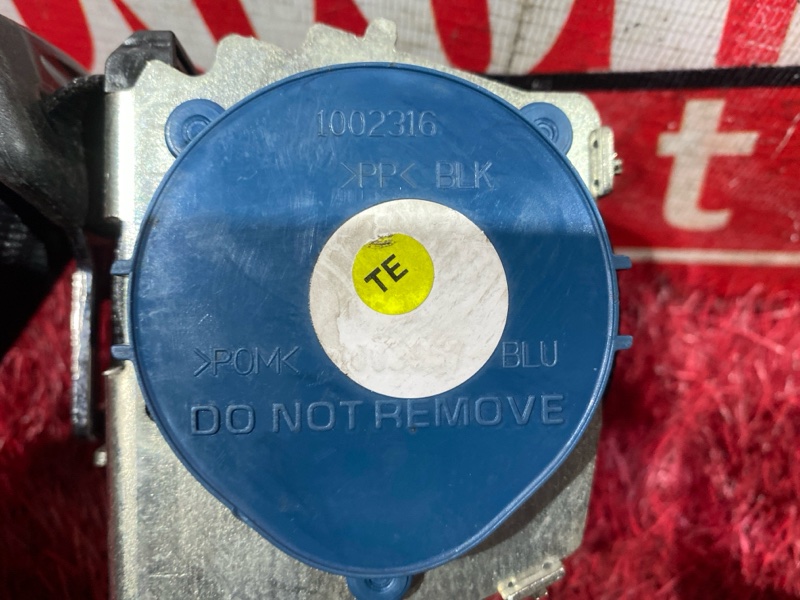 1002316
>PP< BLK
TE
>POM< BLU
DO NOT REMOVE
t